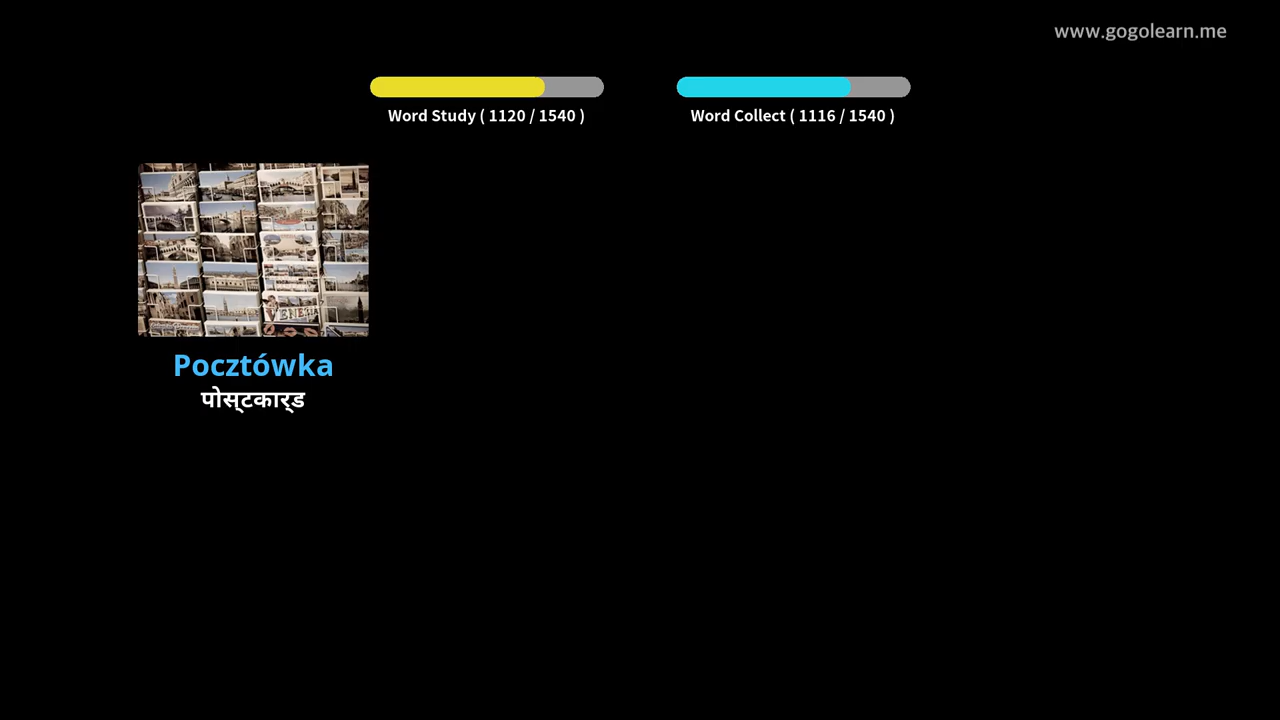 www.gogolearn.me
Word Study ( 1120 / 1540 )
Word Collect ( 1116 / 1540 )
Pocztówka
पोस्टकार्ड